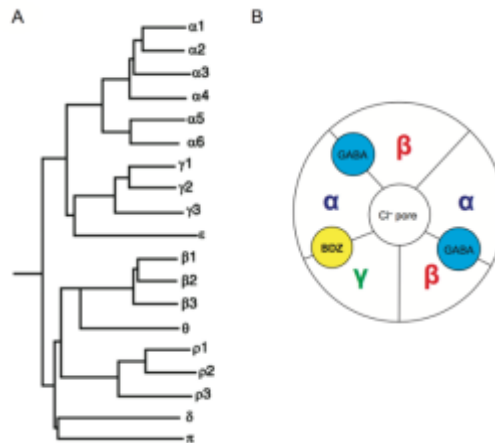 A
α1
α2
α3
α4
α5
α6
γ1
γ2
γ3
ε
β1
β2
β3
θ
ρ1
ρ2
ρ3
δ
π
B
GABA
β
α
Cl⁻ pore
α
BDZ
GABA
γ
β